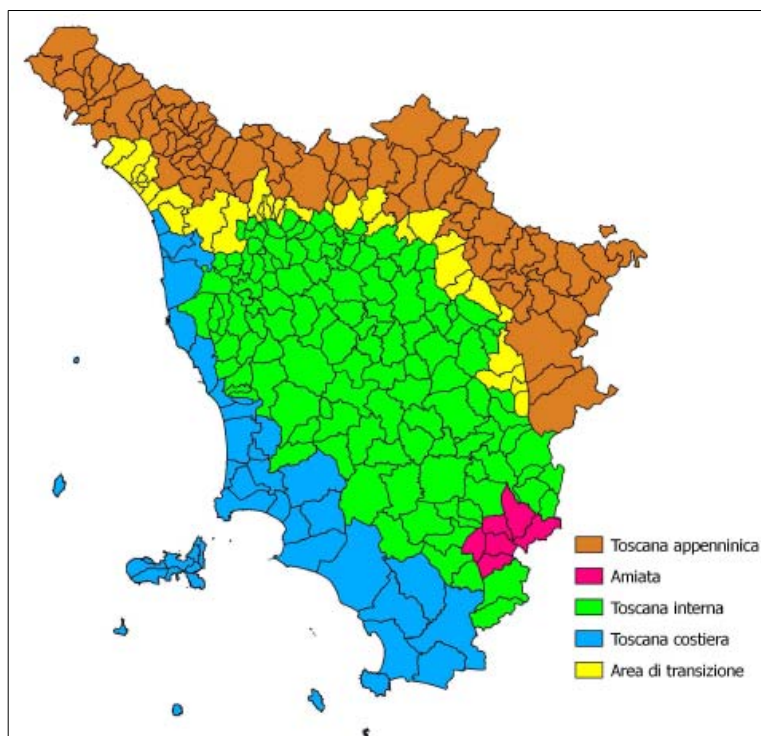 Toscana appenninica
Amiata
Toscana interna
Toscana costiera
Area di transizione